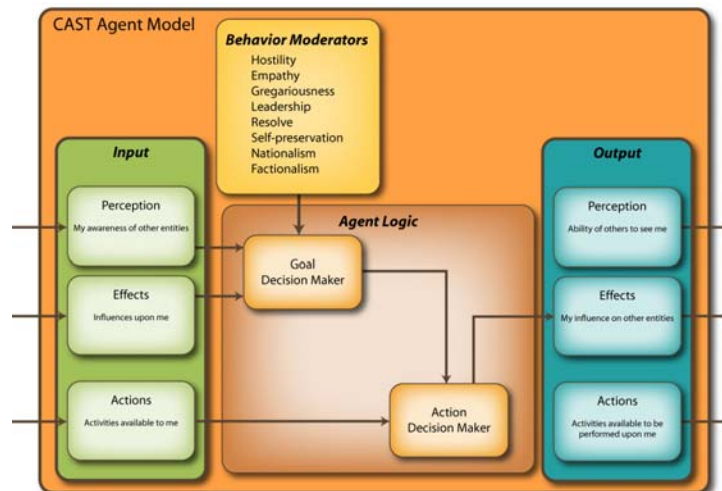 CAST Agent Model
Behavior Moderators
Hostility
Empathy
Gregariousness
Leadership
Resolve
Self-preservation
Nationalism
Factionalism
Input
Perception
My awareness of other entities
Effects
Influences upon me
Actions
Activities available to me
Agent Logic
Goal
Decision Maker
Action
Decision Maker
Output
Perception
Ability of others to see me
Effects
My influence on other entities
Actions
Activities available to be
performed upon me